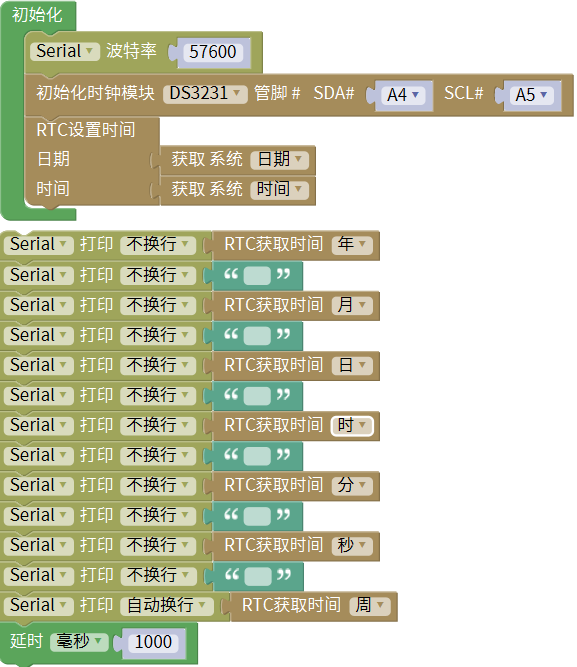 初始化
Serial 波特率 57600
初始化时钟模块 DS3231 管脚 # SDA# A4 SCL# A5
RTC设置时间
日期 获取 系统 日期
时间 获取 系统 时间
Serial 打印 不换行 RTC获取时间 年
Serial 打印 不换行 “ ”
Serial 打印 不换行 RTC获取时间 月
Serial 打印 不换行 “ ”
Serial 打印 不换行 RTC获取时间 日
Serial 打印 不换行 “ ”
Serial 打印 不换行 RTC获取时间 时
Serial 打印 不换行 “ ”
Serial 打印 不换行 RTC获取时间 分
Serial 打印 不换行 “ ”
Serial 打印 不换行 RTC获取时间 秒
Serial 打印 不换行 “ ”
Serial 打印 自动换行 RTC获取时间 周
延时 毫秒 1000